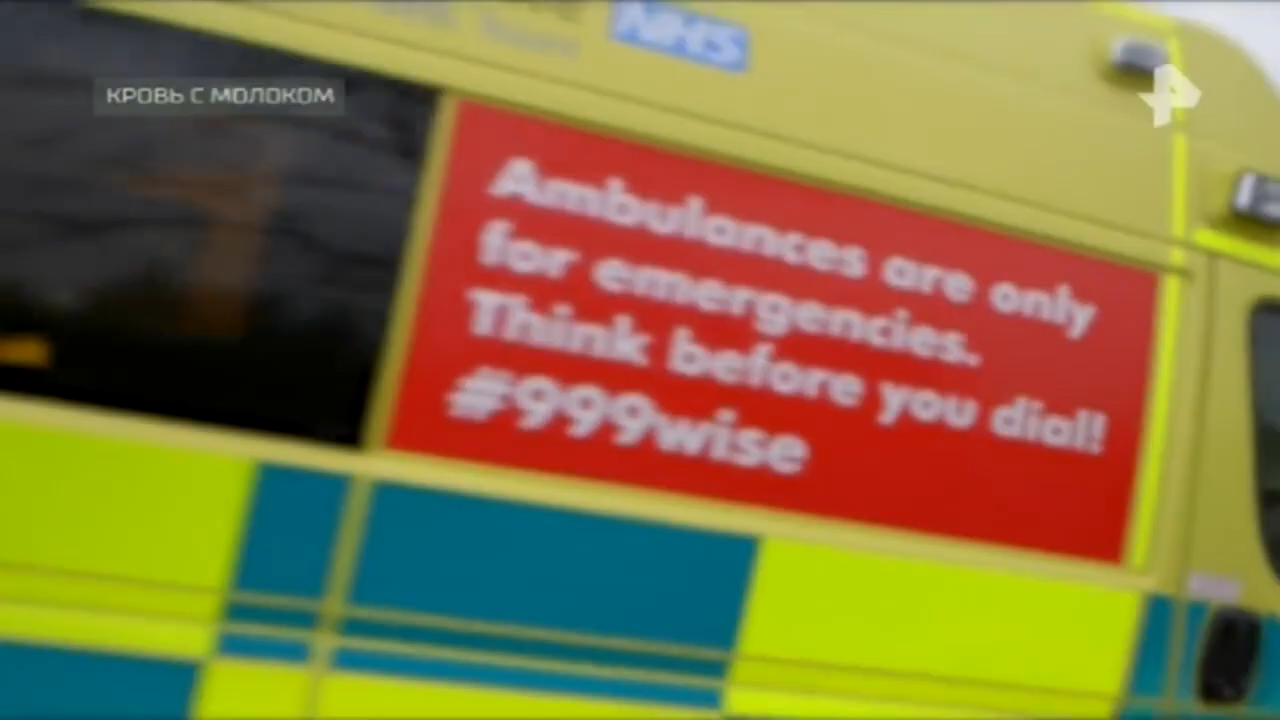 NHS
КРОВЬ С МОЛОКОМ
Ambulances are only
for emergencies.
Think before you dial!
#999wise